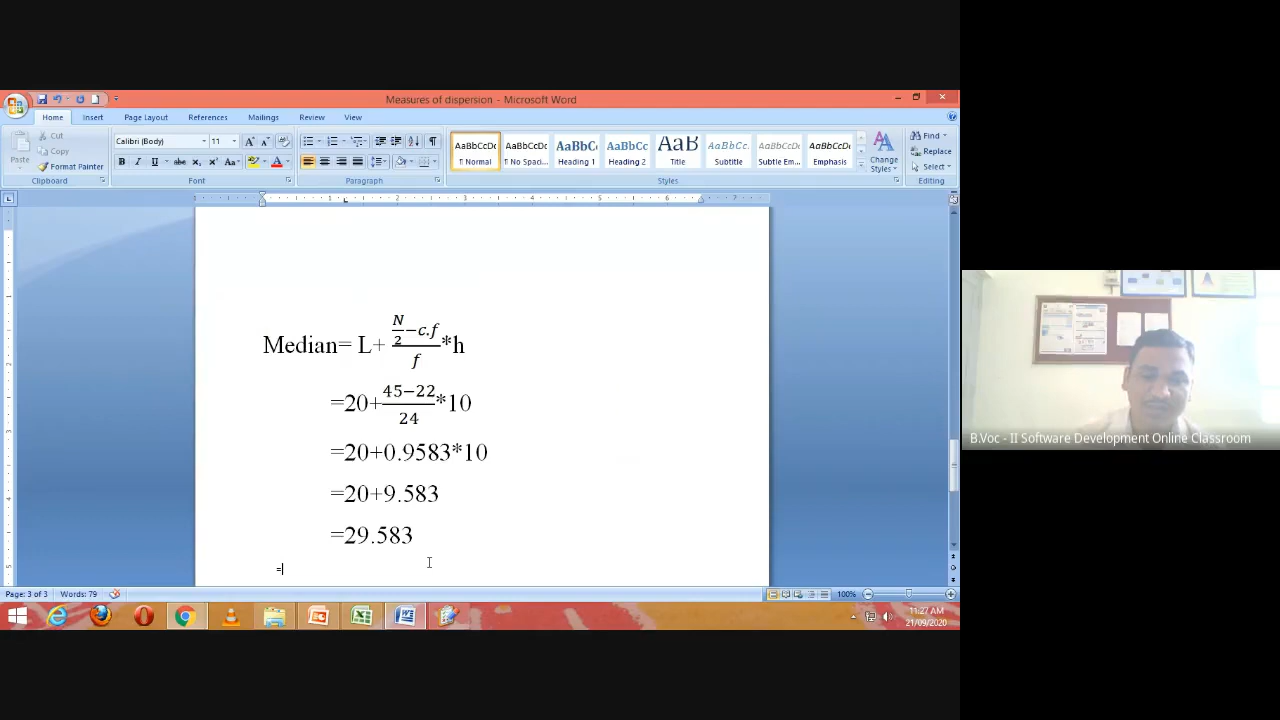 Measures of dispersion - Microsoft Word
Home Insert Page Layout References Mailings Review View
Paste
Cut
Copy
Format Painter
Clipboard
Calibri (Body) 11
Font
Paragraph
AaBbCcDc ¶ Normal
AaBbCcDc ¶ No Spaci...
AaBbC Heading 1
AaBbCc Heading 2
AaB Title
AaBbCc. Subtitle
AaBbCcDc Subtle Em...
AaBbCcDc Emphasis
Change Styles
Styles
Find
Replace
Select
Editing
Median= L+ \frac{\frac{N}{2}−c.f}{f}*h
=20+\frac{45−22}{24}*10
=20+0.9583*10
=20+9.583
=29.583
=
Page: 3 of 3 Words: 79 100%
11:27 AM
21/09/2020
B.Voc - II Software Development Online Classroom